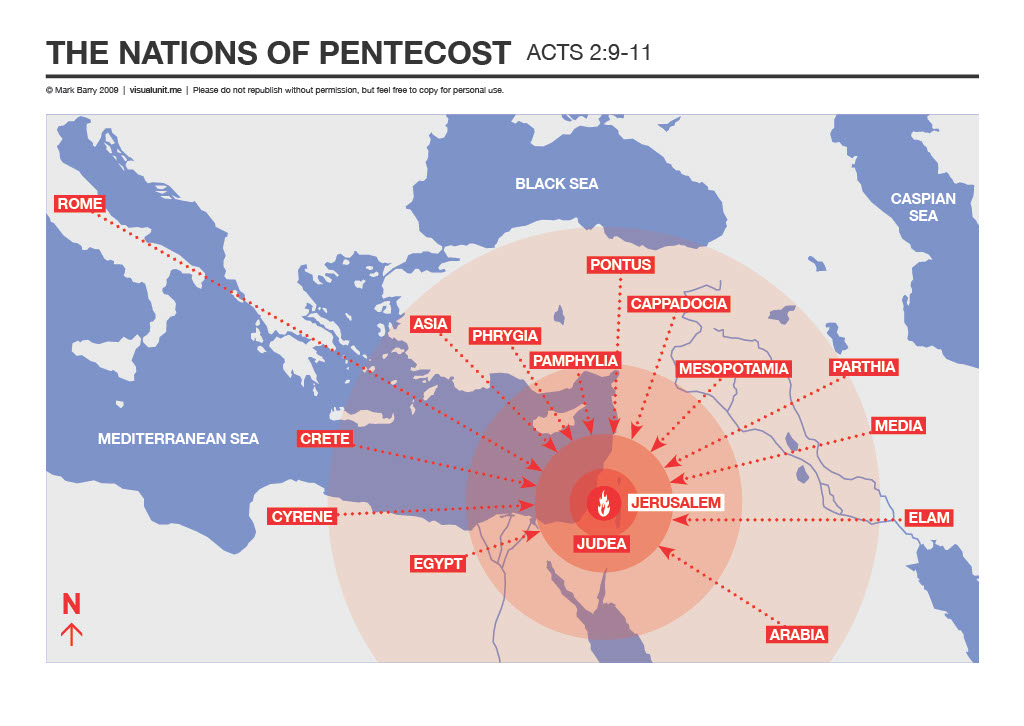 THE NATIONS OF PENTECOST ACTS 2:9-11
© Mark Barry 2009 | visualunit.me | Please do not republish without permission, but feel free to copy for personal use.
BLACK SEA
CASPIAN
SEA
ROME
PONTUS
CAPPADOCIA
ASIA
PHRYGIA
PAMPHYLIA
MESOPOTAMIA
PARTHIA
MEDIA
MEDITERRANEAN SEA
CRETE
JERUSALEM
CYRENE
ELAM
JUDEA
EGYPT
N
ARABIA